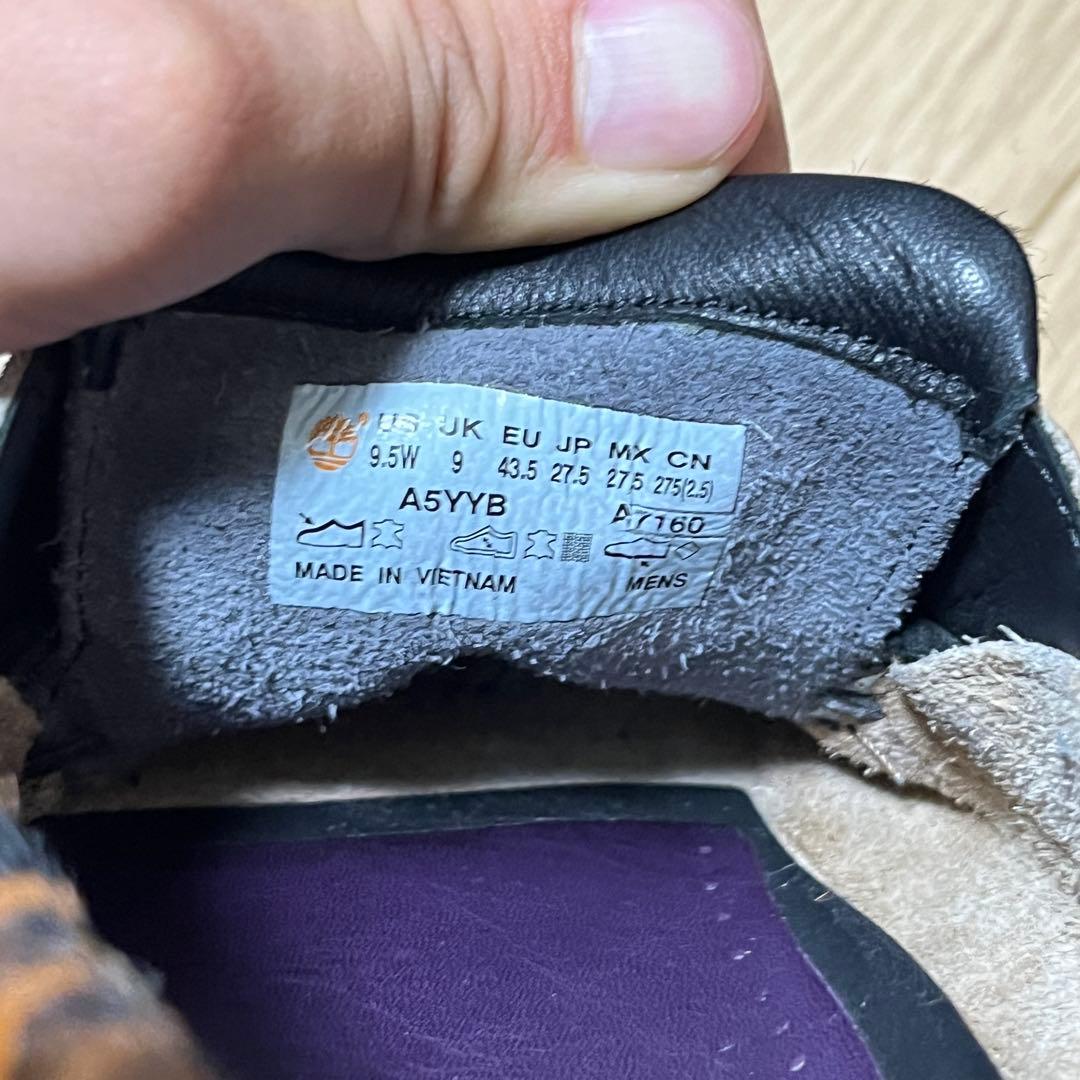 US UK EU JP MX CN
9.5W 9 43.5 27.5 27.5 275(2.5)
A5YYB A7160
MADE IN VIETNAM MENS